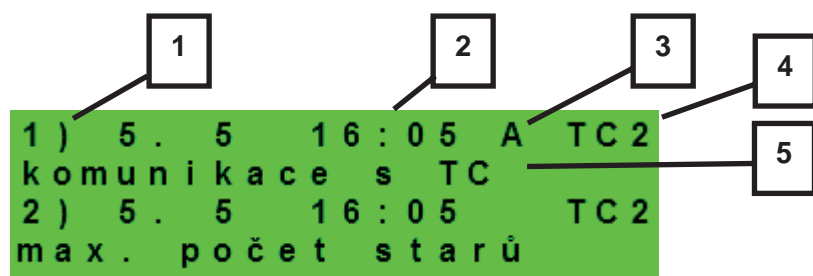 1 2 3 4
1) 5. 5 16:05 A TC2
5
komunikace s TC
2) 5. 5 16:05 TC2
max. počet starů